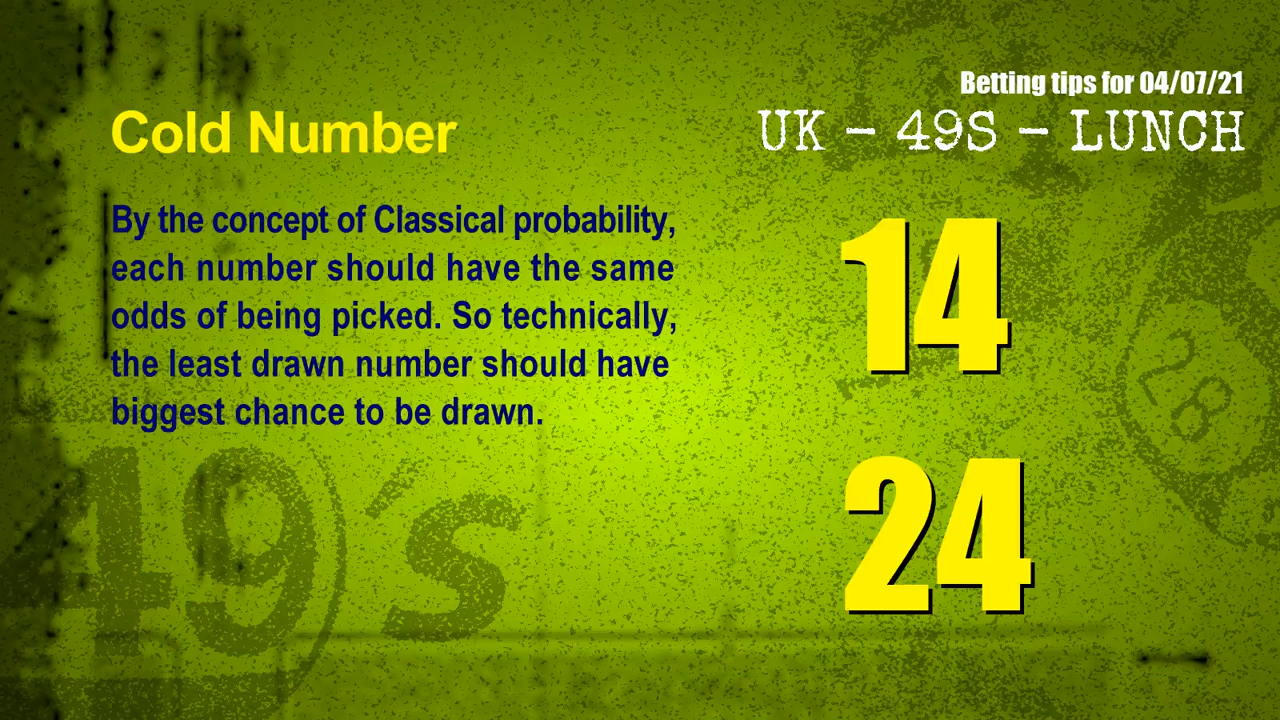 Betting tips for 04/07/21
UK - 49S - LUNCH
Cold Number
By the concept of Classical probability,
each number should have the same
odds of being picked. So technically,
the least drawn number should have
biggest chance to be drawn.
14
24
28
49's